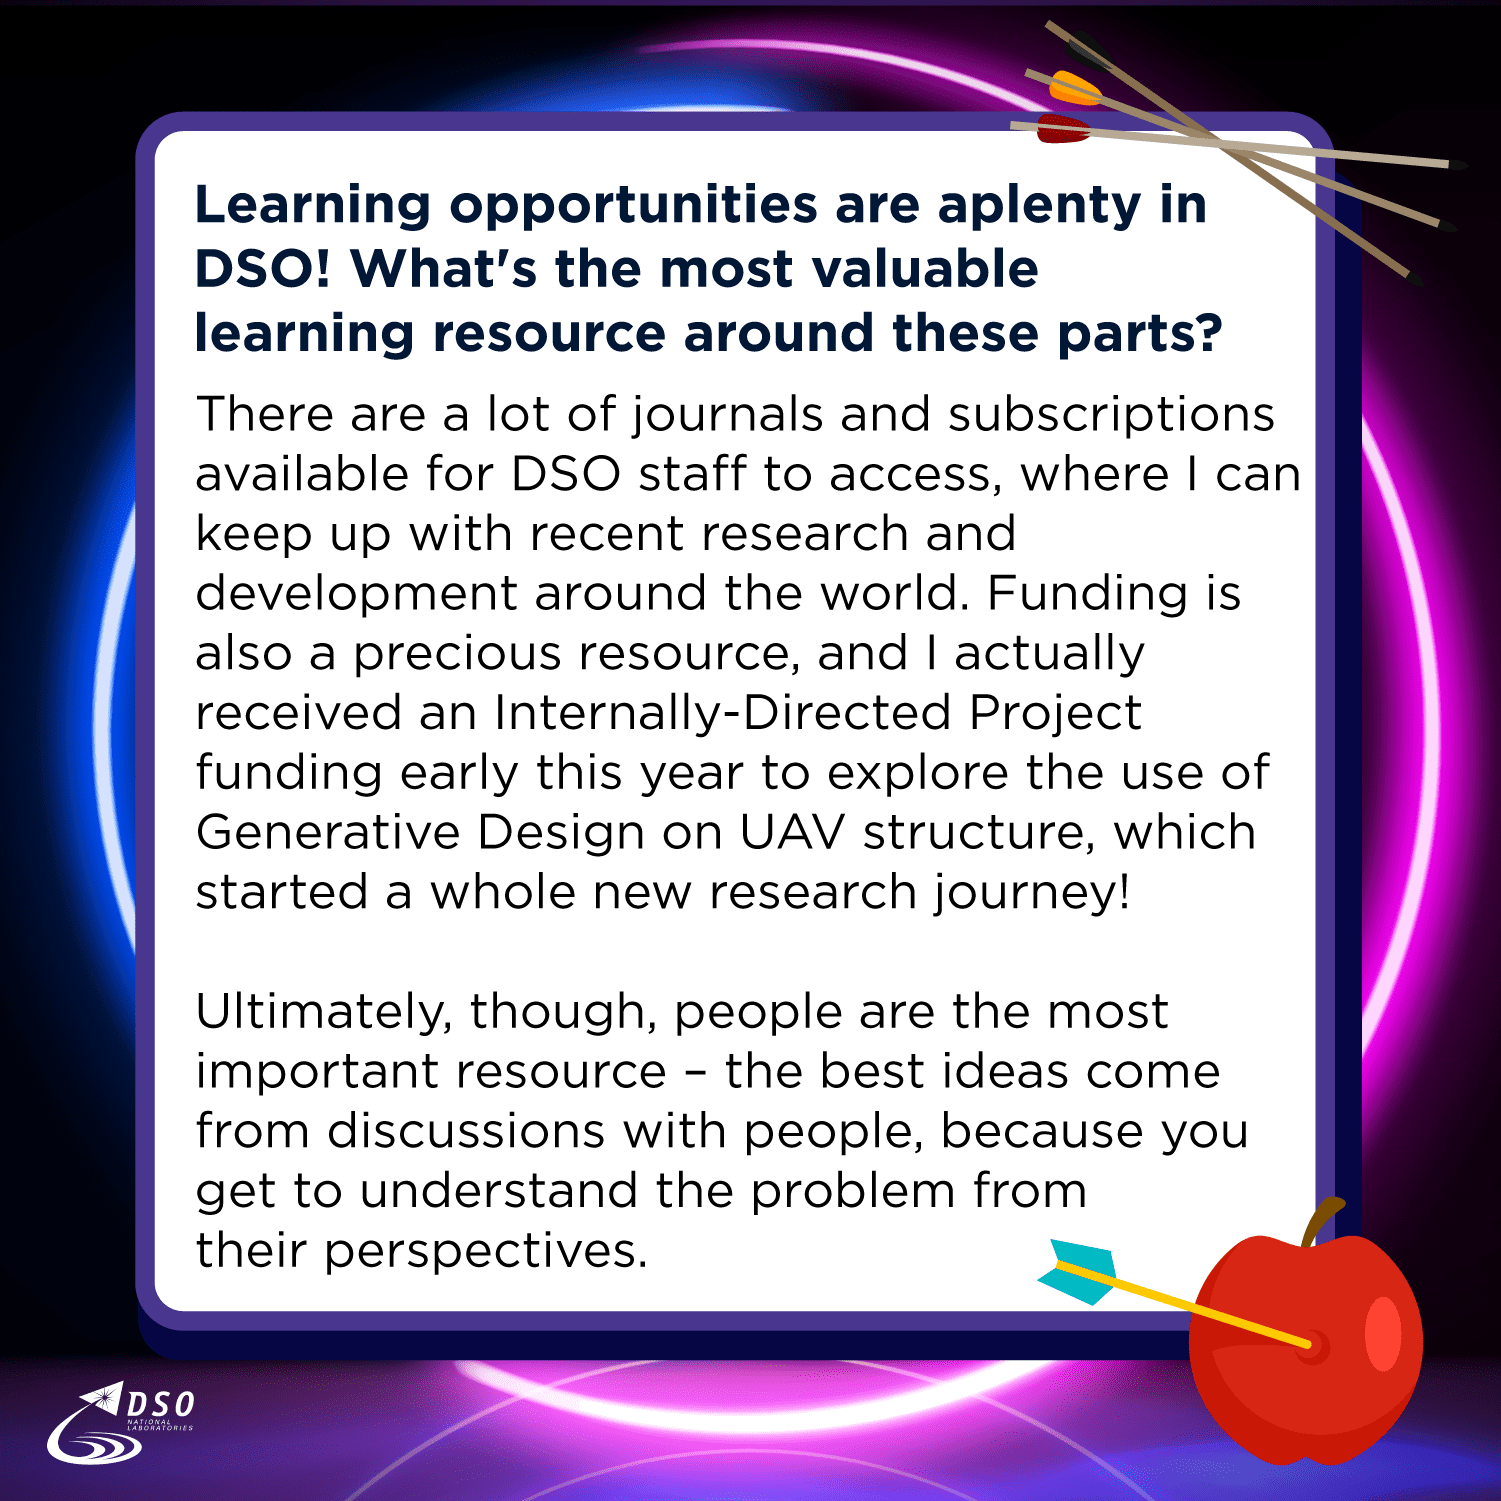 Learning opportunities are aplenty in
DSO! What's the most valuable
learning resource around these parts?
There are a lot of journals and subscriptions
available for DSO staff to access, where I can
keep up with recent research and
development around the world. Funding is
also a precious resource, and I actually
received an Internally-Directed Project
funding early this year to explore the use of
Generative Design on UAV structure, which
started a whole new research journey!
Ultimately, though, people are the most
important resource – the best ideas come
from discussions with people, because you
get to understand the problem from
their perspectives.
DSO
NATIONAL
LABORATORIES